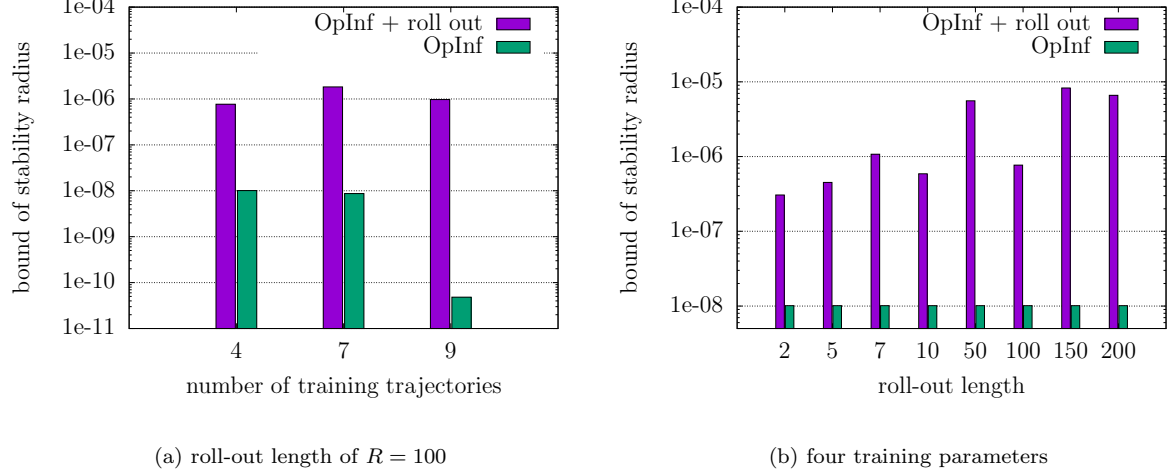 1e-04
1e-05
1e-06
1e-07
1e-08
1e-09
1e-10
1e-11
bound of stability radius
OpInf + roll out
OpInf
4 7 9
number of training trajectories
(a) roll-out length of R = 100
1e-04
1e-05
1e-06
1e-07
1e-08
bound of stability radius
OpInf + roll out
OpInf
2 5 7 10 50 100 150 200
roll-out length
(b) four training parameters